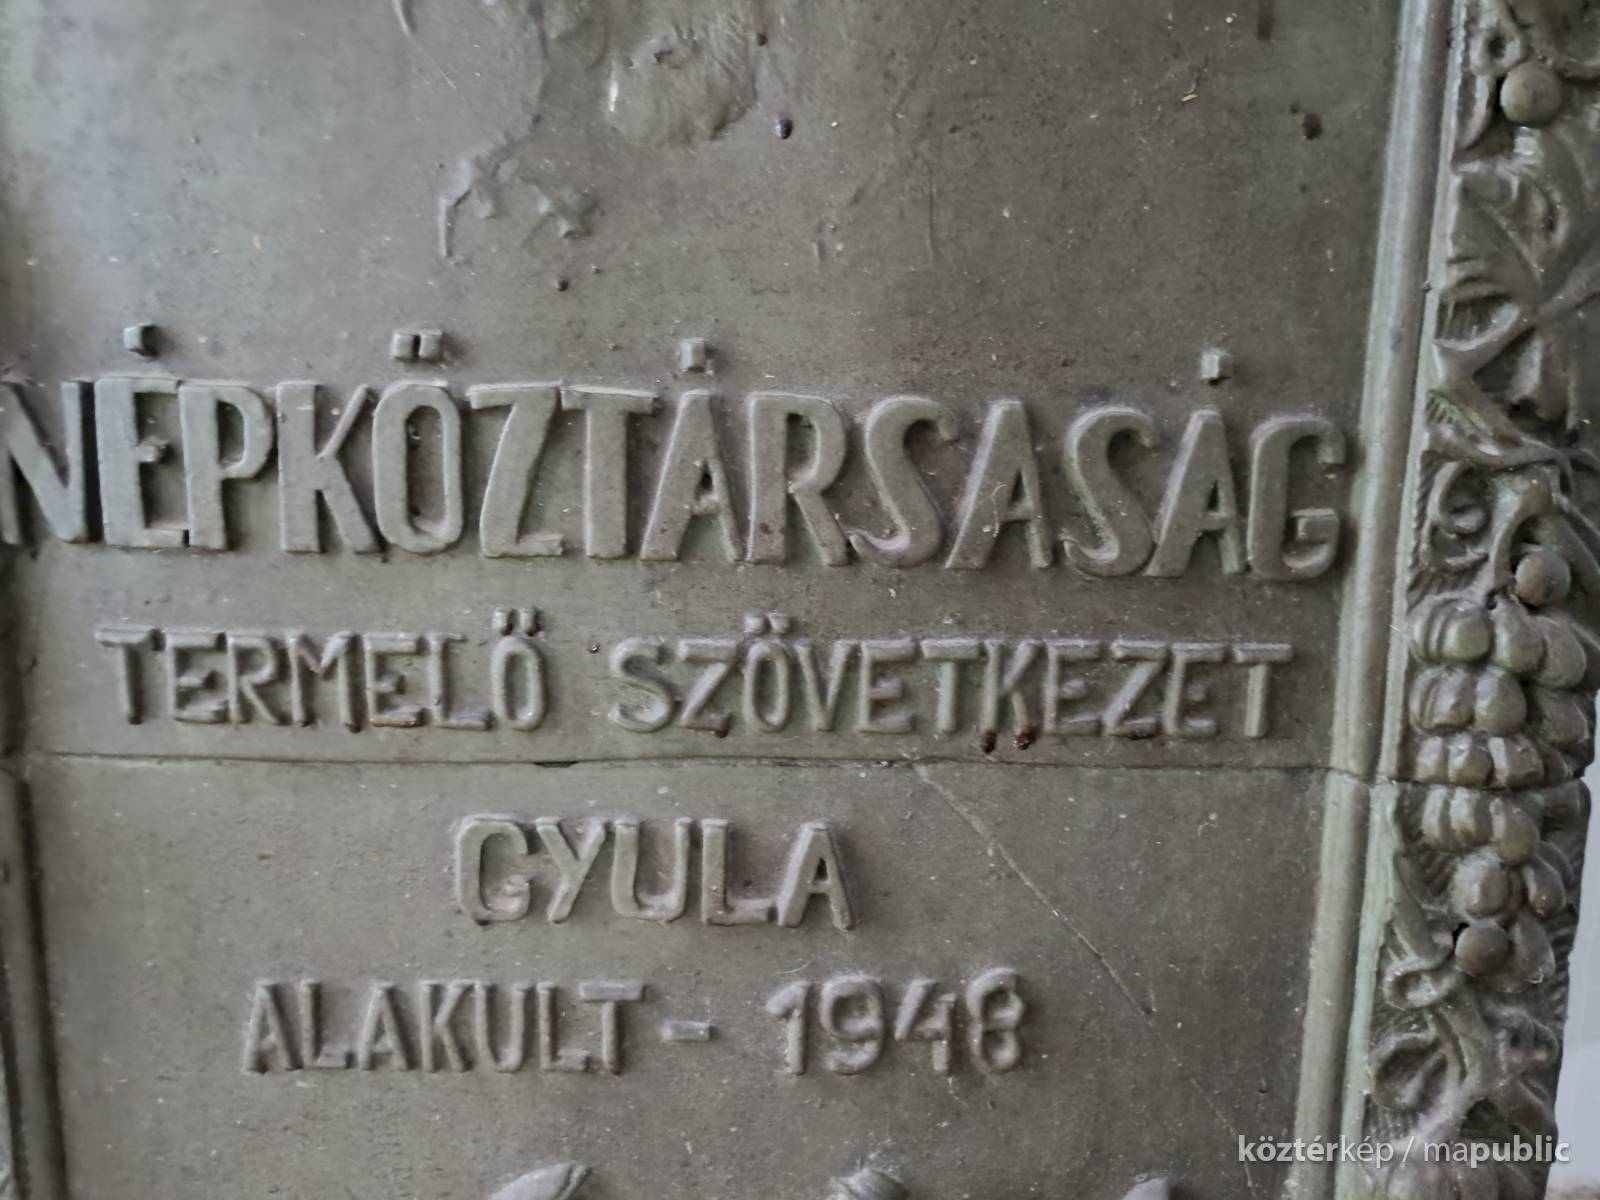 NÉPKÖZTÁRSASÁG
TERMELŐ SZÖVETKEZET
GYULA
ALAKULT - 1948
köztérkép / mapublic